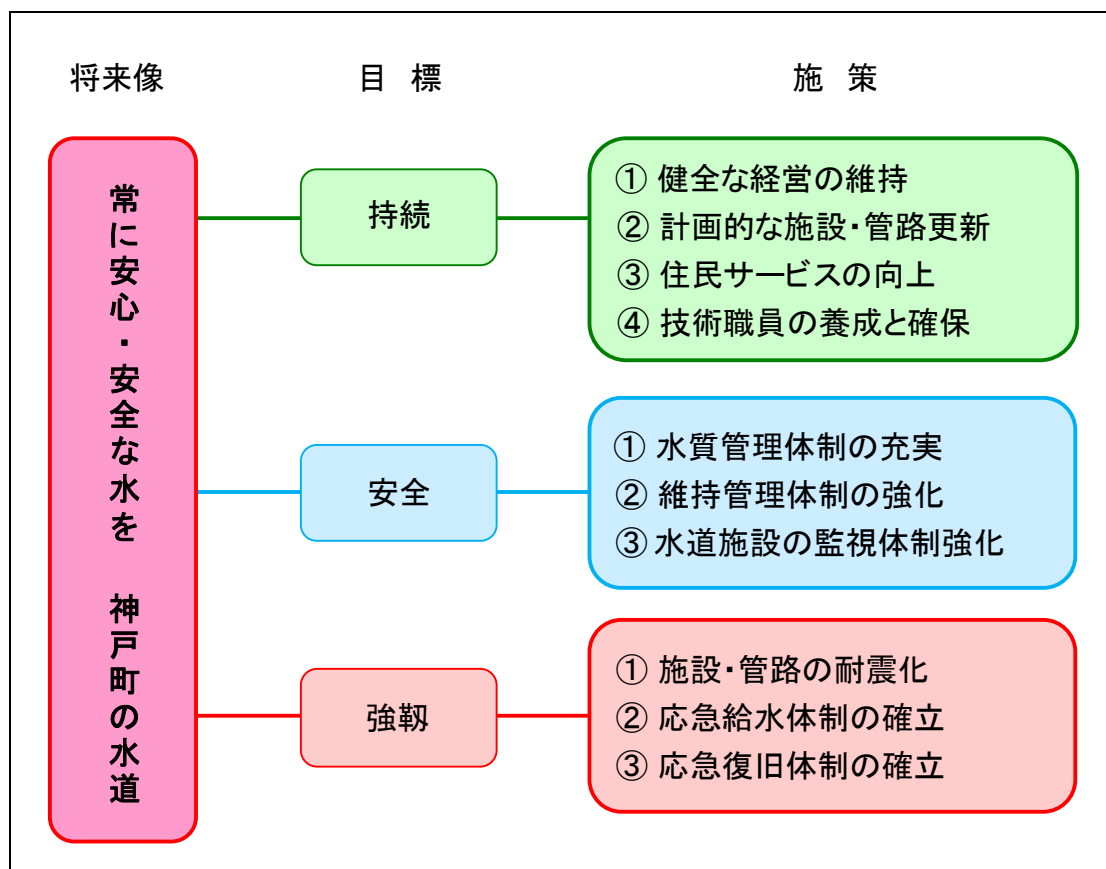 将来像 目 標 施 策
常に安心・安全な水を 神戸町の水道
持続
① 健全な経営の維持
② 計画的な施設・管路更新
③ 住民サービスの向上
④ 技術職員の養成と確保
安全
① 水質管理体制の充実
② 維持管理体制の強化
③ 水道施設の監視体制強化
強靱
① 施設・管路の耐震化
② 応急給水体制の確立
③ 応急復旧体制の確立